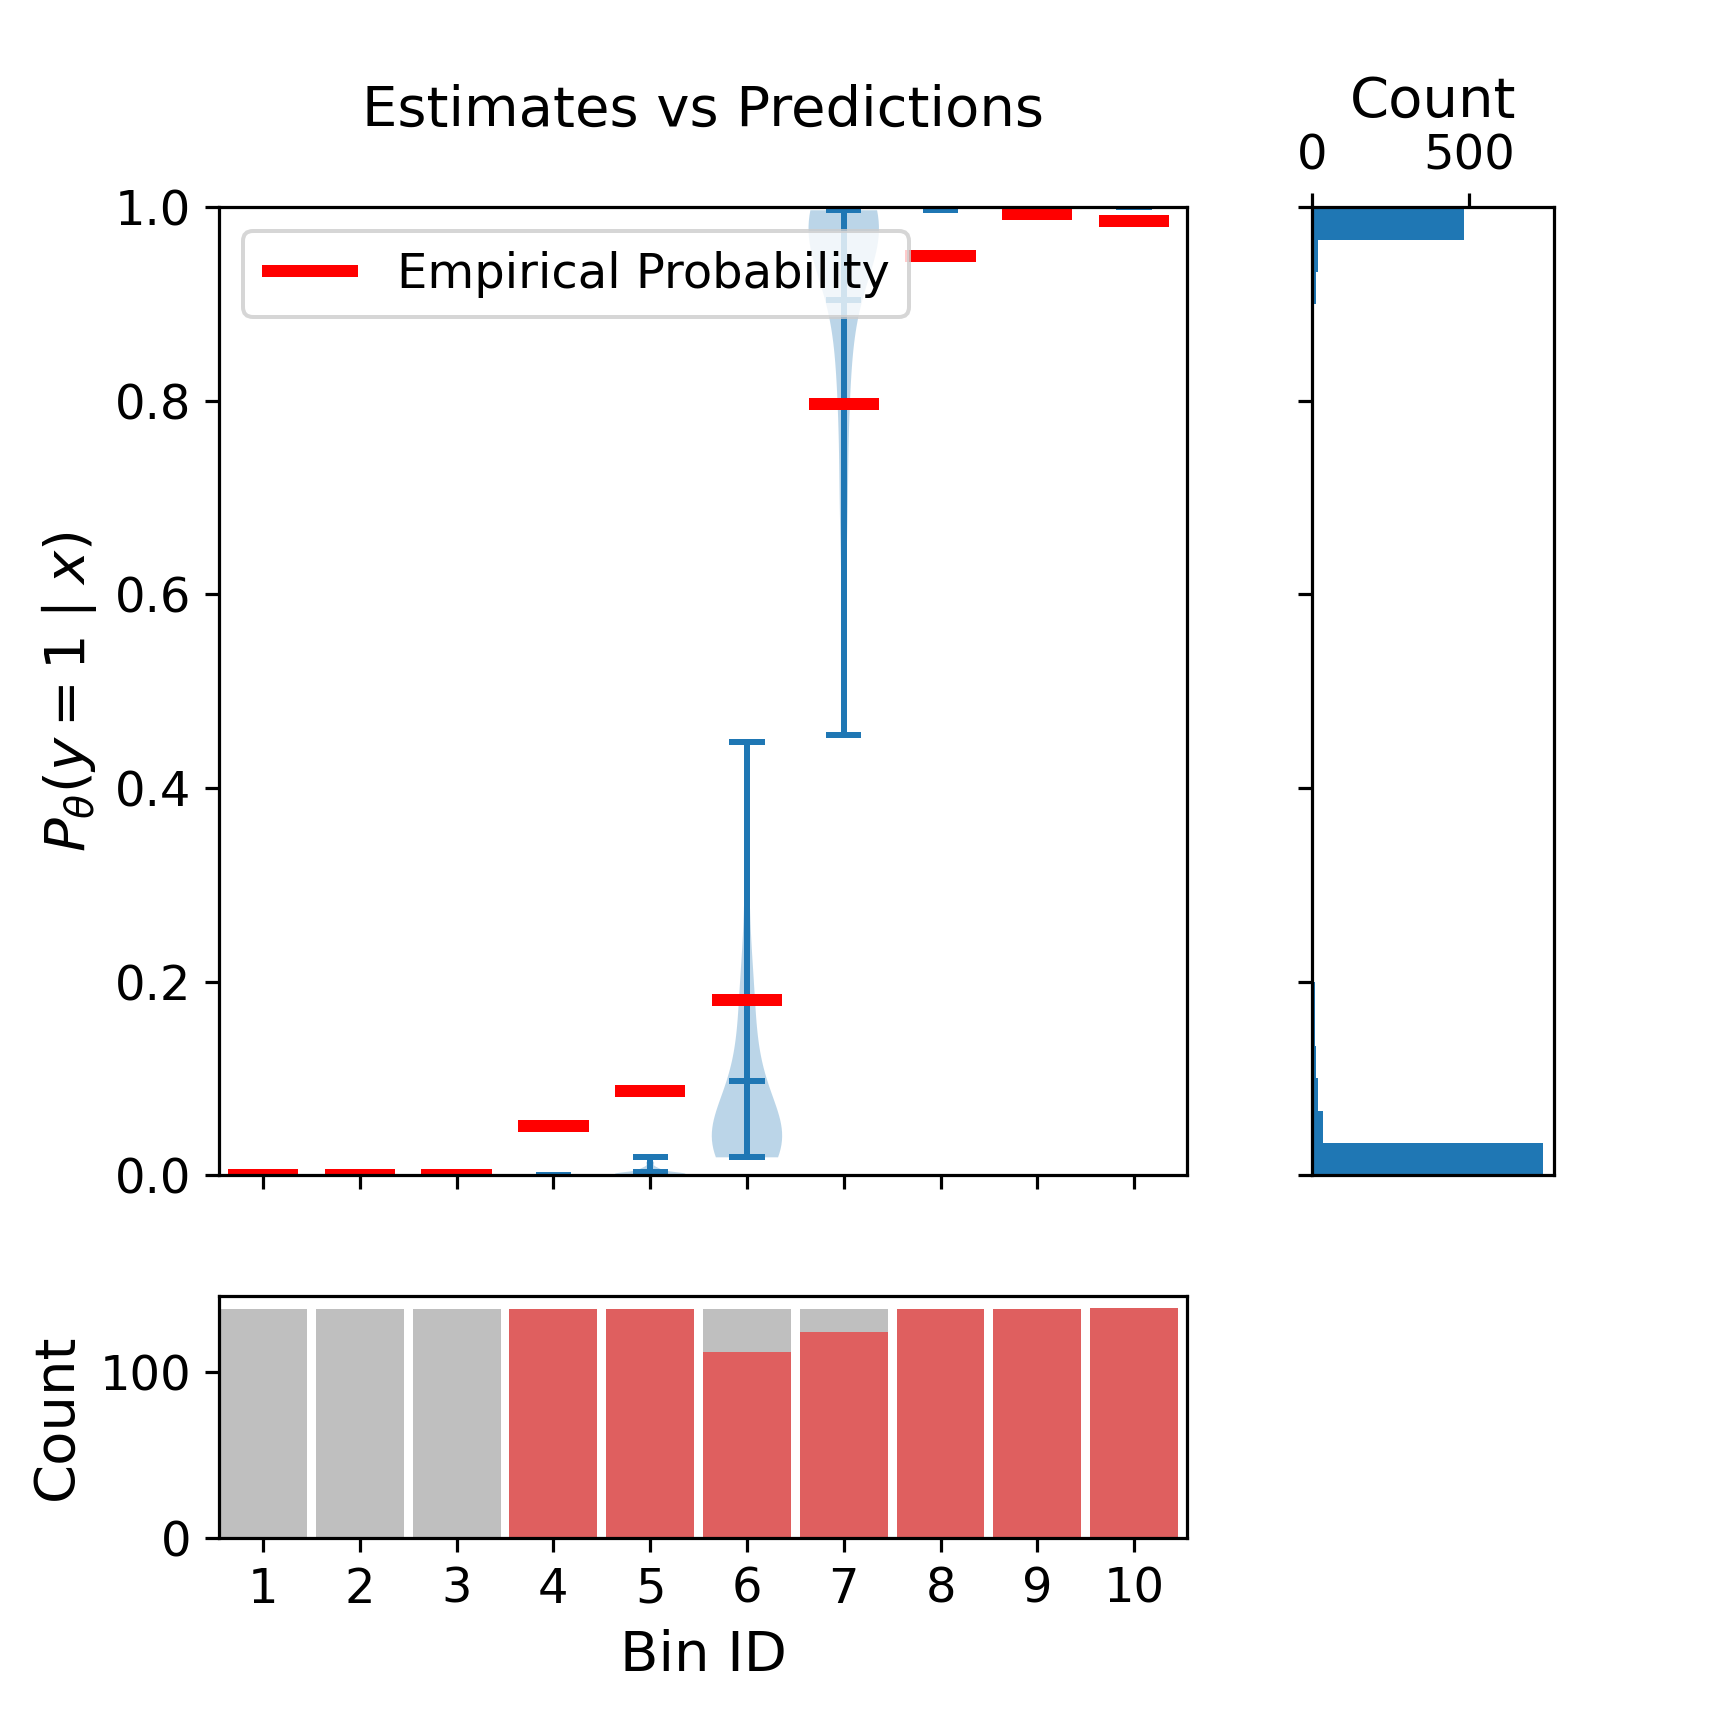 Estimates vs Predictions
Count
0 500
1.0
Empirical Probability
0.8
0.6
0.4
0.2
0.0
P_θ(y = 1 | x)
Count
100
0
1 2 3 4 5 6 7 8 9 10
Bin ID